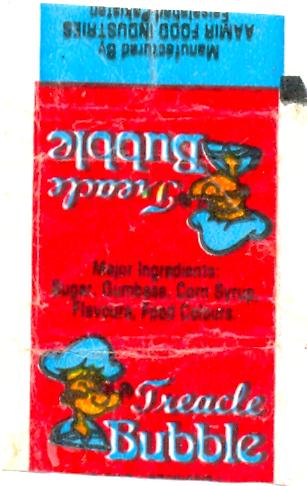 Manufactured By
AAMIR FOOD INDUSTRIES
Faisalabad Pakistan
Treacle
Bubble
Major Ingredients:
Sugar, Gumbase, Corn Syrup,
Flavours, Food Colours.
Treacle
Bubble